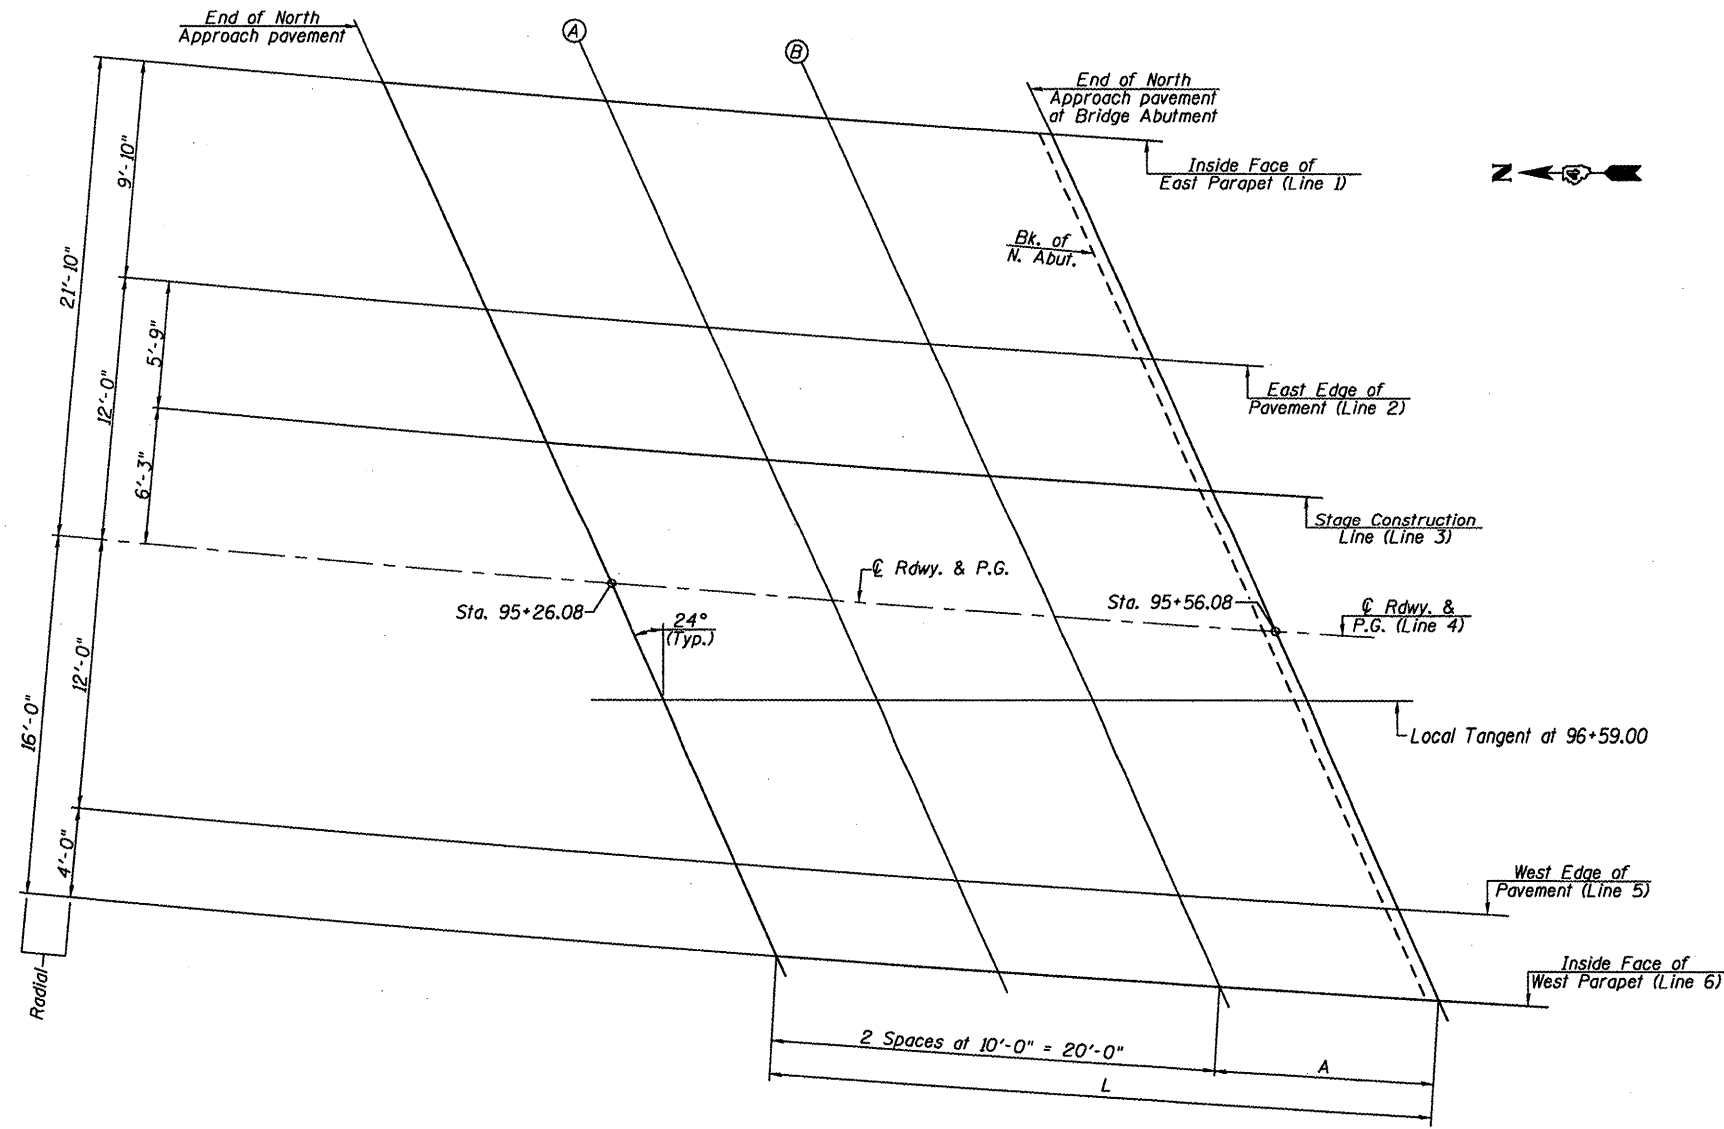 End of North
Approach pavement
A
B
End of North
Approach pavement
at Bridge Abutment
Inside Face of
East Parapet (Line 1)
N
Bk. of
N. Abut.
9'-10"
21'-10"
5'-9"
12'-0"
6'-3"
East Edge of
Pavement (Line 2)
Stage Construction
Line (Line 3)
℄ Rdwy. & P.G.
Sta. 95+26.08
Sta. 95+56.08
℄ Rdwy. &
P.G. (Line 4)
24°
(Typ.)
12'-0"
16'-0"
Local Tangent at 96+59.00
4'-0"
West Edge of
Pavement (Line 5)
Radial
Inside Face of
West Parapet (Line 6)
2 Spaces at 10'-0" = 20'-0"
A
L